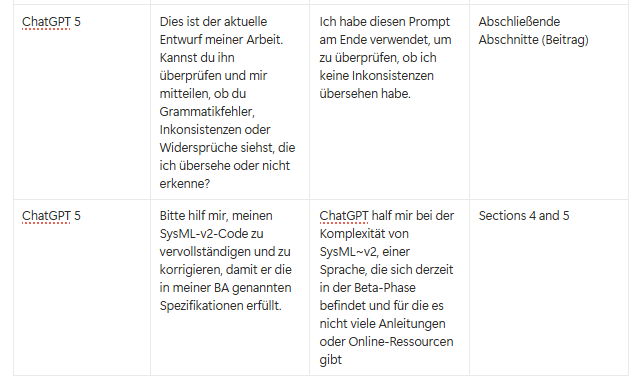 ChatGPT 5
Dies ist der aktuelle
Entwurf meiner Arbeit.
Kannst du ihn
überprüfen und mir
mitteilen, ob du
Grammatikfehler,
Inkonsistenzen oder
Widersprüche siehst, die
ich übersehe oder nicht
erkenne?
Ich habe diesen Prompt
am Ende verwendet, um
zu überprüfen, ob ich
keine Inkonsistenzen
übersehen habe.
Abschließende
Abschnitte (Beitrag)
ChatGPT 5
Bitte hilf mir, meinen
SysML-v2-Code zu
vervollständigen und zu
korrigieren, damit er die
in meiner BA genannten
Spezifikationen erfüllt.
ChatGPT half mir bei der
Komplexität von
SysML~v2, einer
Sprache, die sich derzeit
in der Beta-Phase
befindet und für die es
nicht viele Anleitungen
oder Online-Ressourcen
gibt
Sections 4 and 5